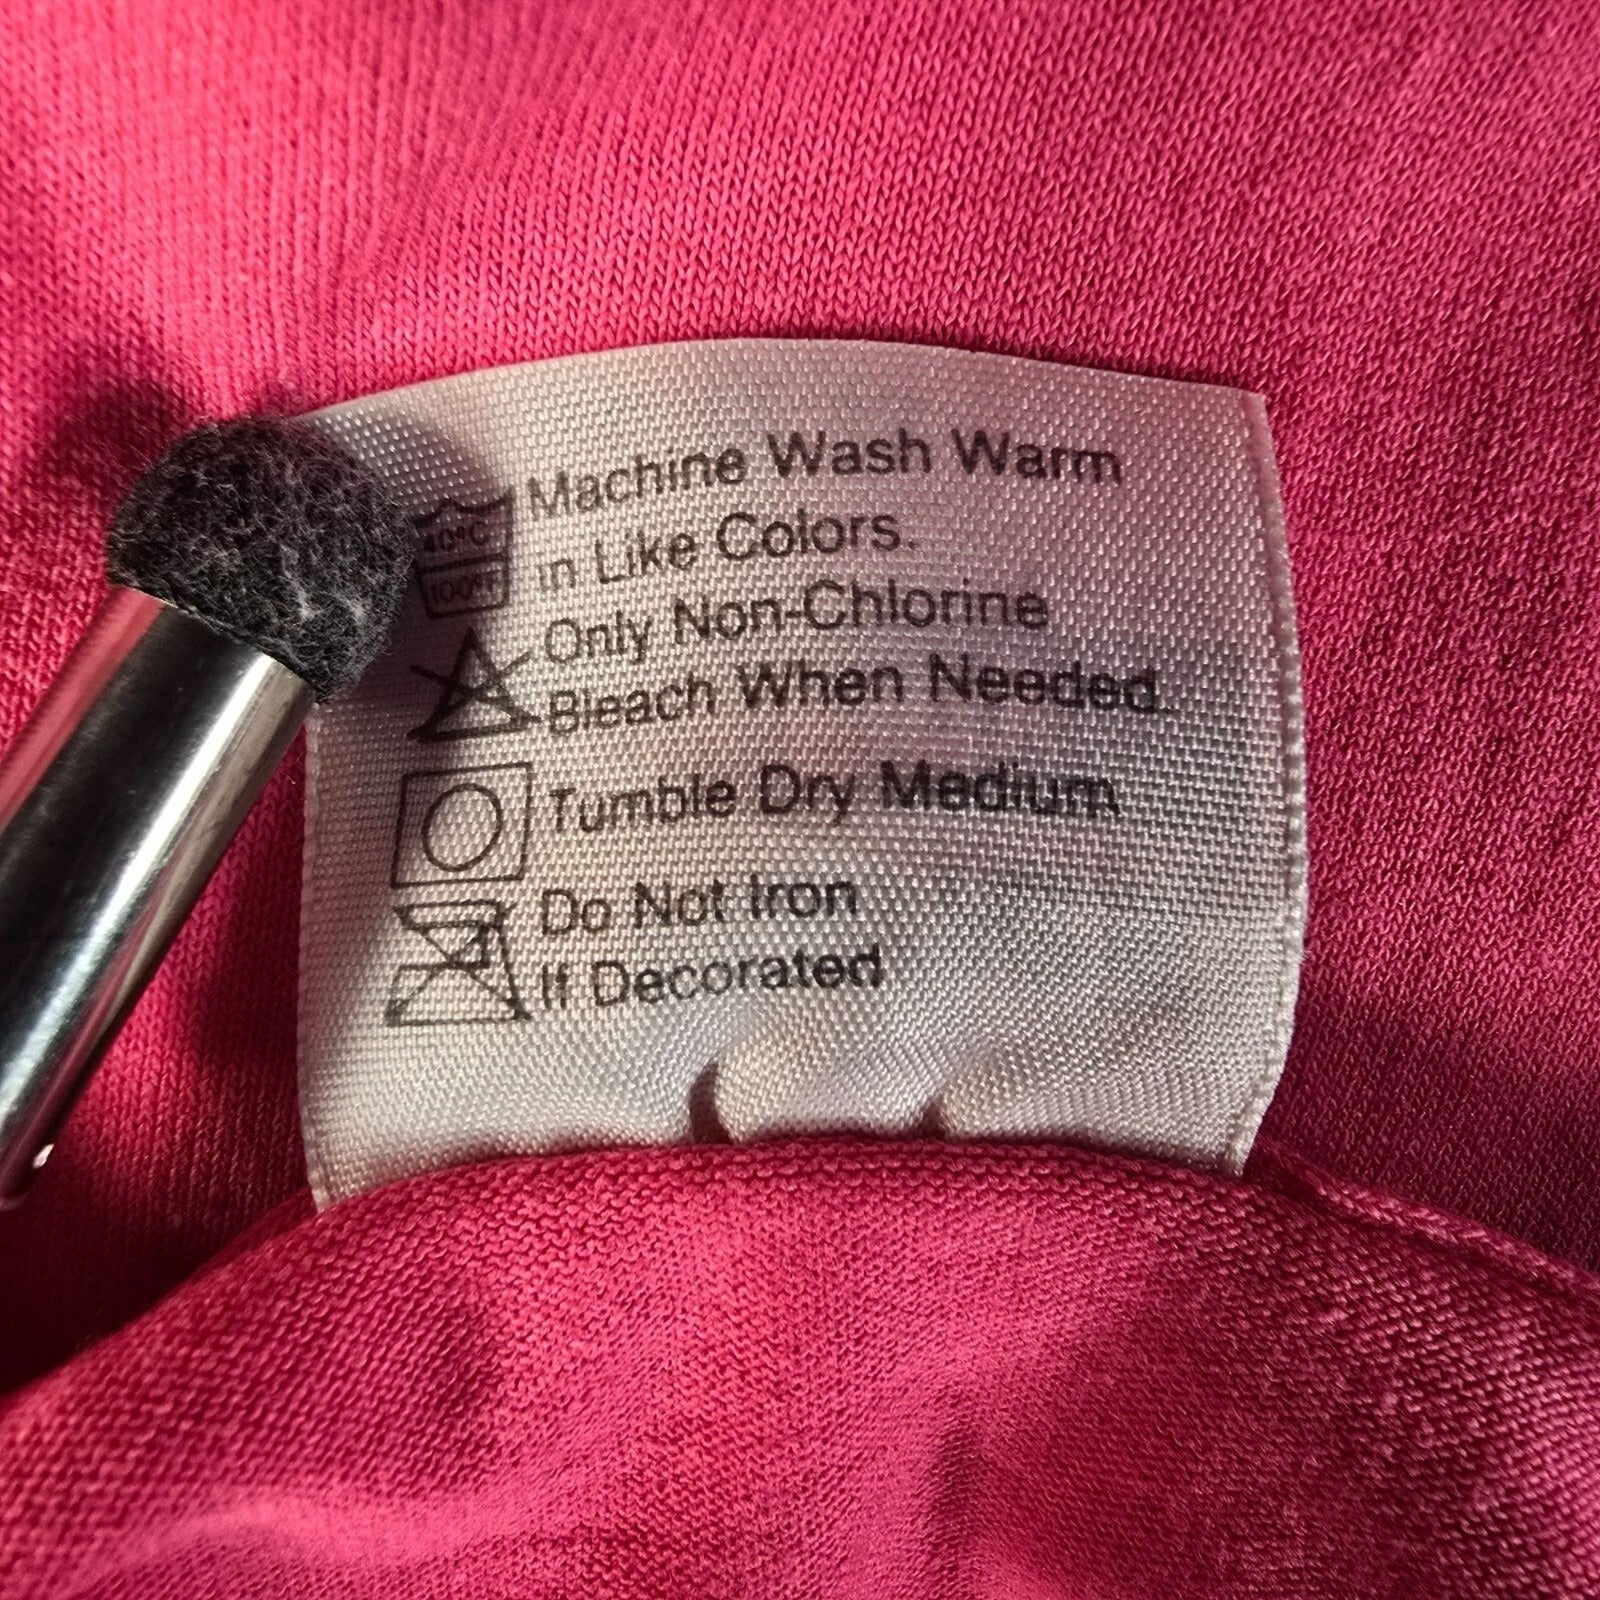 Machine Wash Warm
40°C
in Like Colors.
100°F
Only Non-Chlorine
Bleach When Needed.
Tumble Dry Medium
Do Not Iron
If Decorated